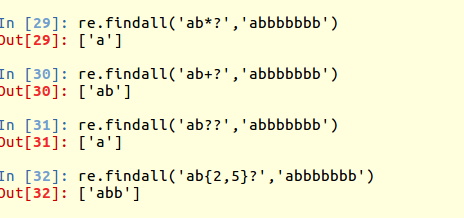 In [29]: re.findall('ab*?','abbbbbbb')
Out[29]: ['a']
In [30]: re.findall('ab+?','abbbbbbb')
Out[30]: ['ab']
In [31]: re.findall('ab??','abbbbbbb')
Out[31]: ['a']
In [32]: re.findall('ab{2,5}?','abbbbbbb')
Out[32]: ['abb']